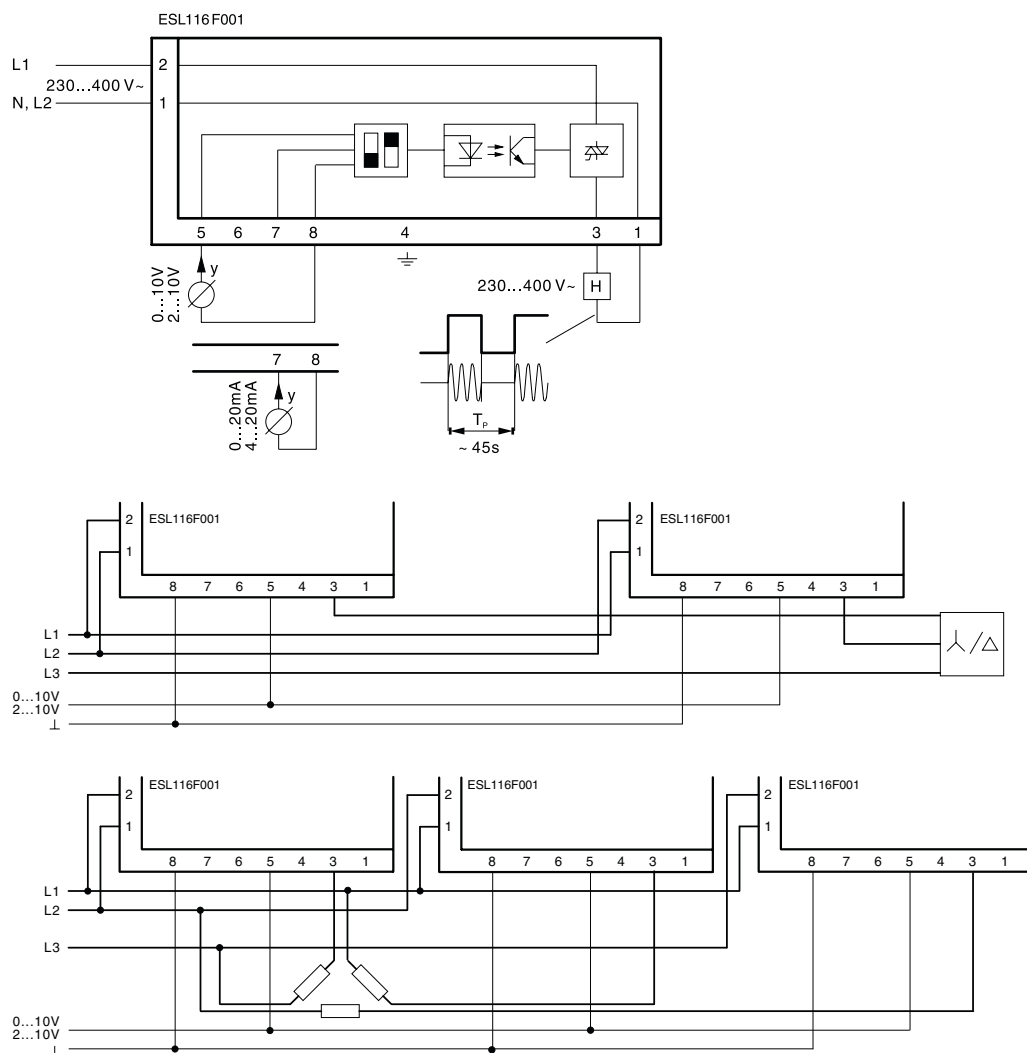 ESL116F001
L1
2
230...400 V~
N, L2
1
5 6 7 8 4 3 1
y
0...10V
2...10V
230...400 V~
H
7 8
y
0...20mA
4...20mA
TP
~ 45s
2 ESL116F001
1
8 7 6 5 4 3 1
2 ESL116F001
1
8 7 6 5 4 3 1
L1
L2
L3
0...10V
2...10V
⊥
2 ESL116F001
1
8 7 6 5 4 3 1
2 ESL116F001
1
8 7 6 5 4 3 1
2 ESL116F001
1
8 7 6 5 4 3 1
L1
L2
L3
0...10V
2...10V